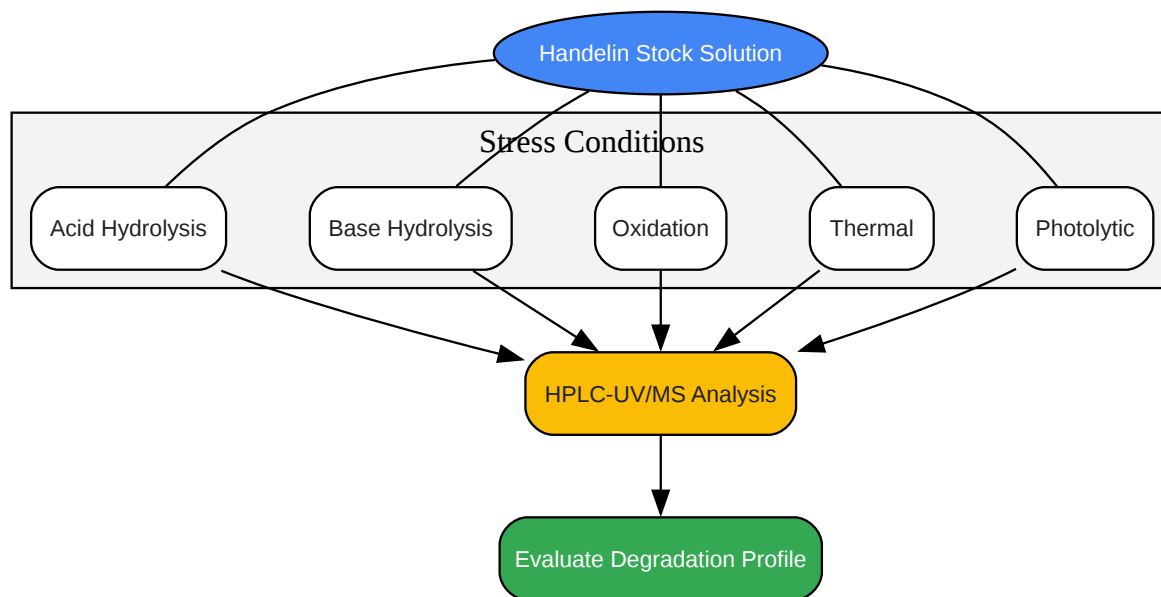 Handelin Stock Solution
Stress Conditions
Acid Hydrolysis
Base Hydrolysis
Oxidation
Thermal
Photolytic
HPLC-UV/MS Analysis
Evaluate Degradation Profile